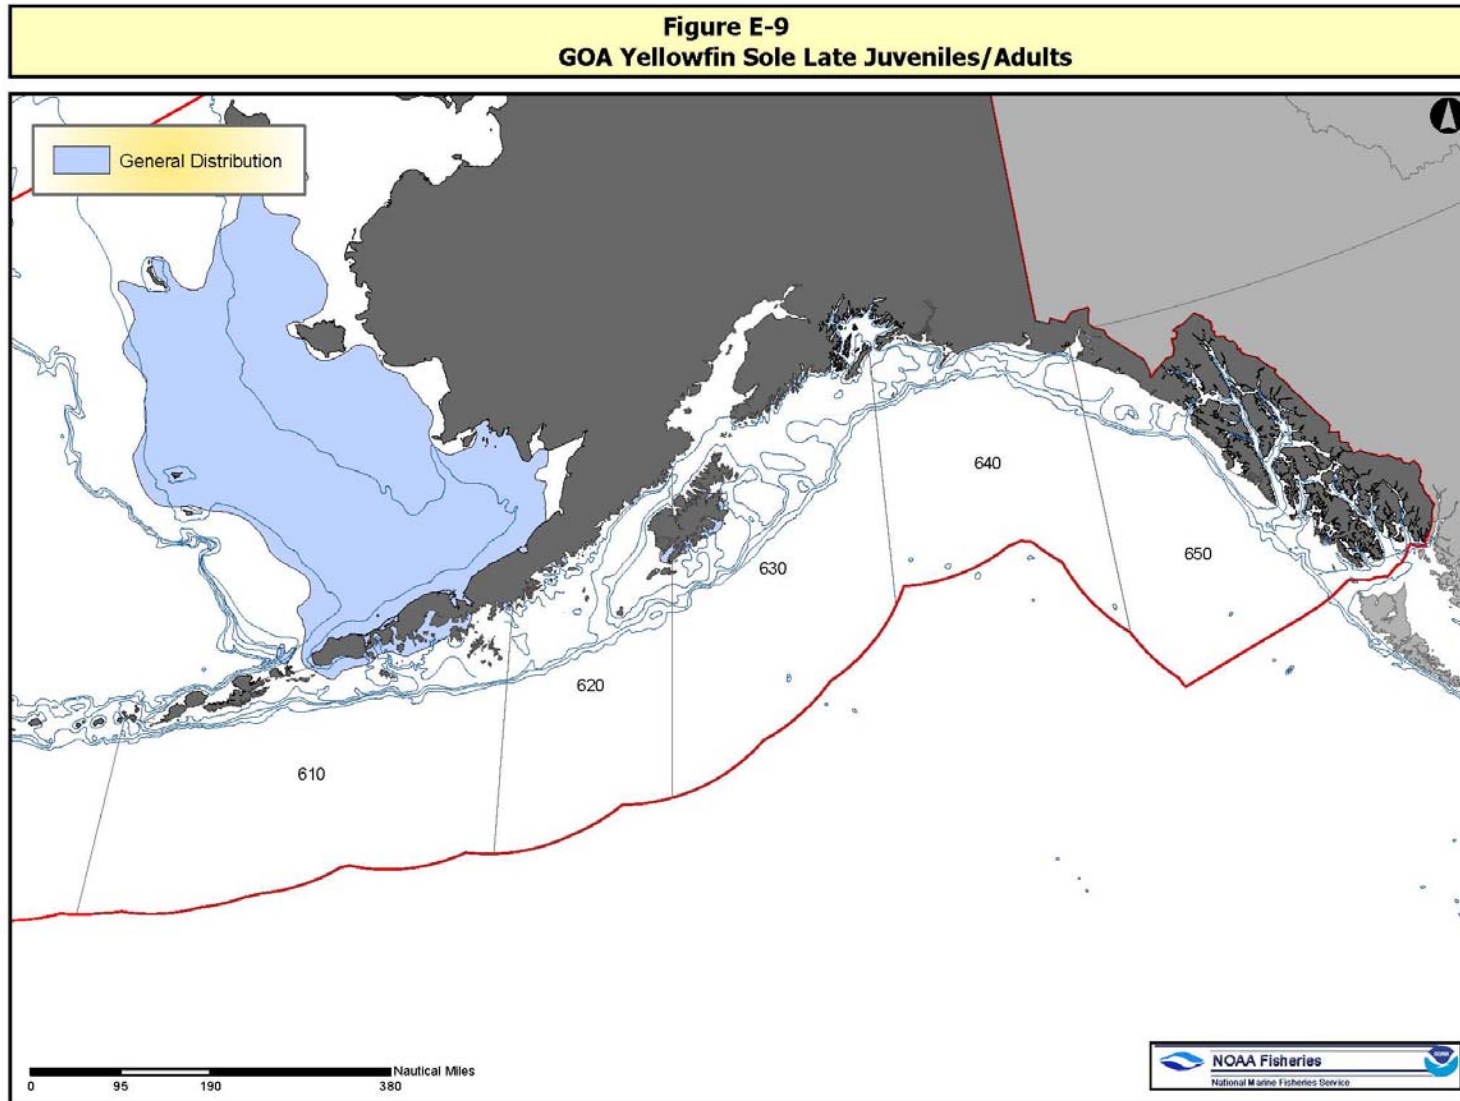 Figure E-9
GOA Yellowfin Sole Late Juveniles/Adults
General Distribution
640
650
630
620
610
Nautical Miles
0 95 190 380
NOAA Fisheries
National Marine Fisheries Service